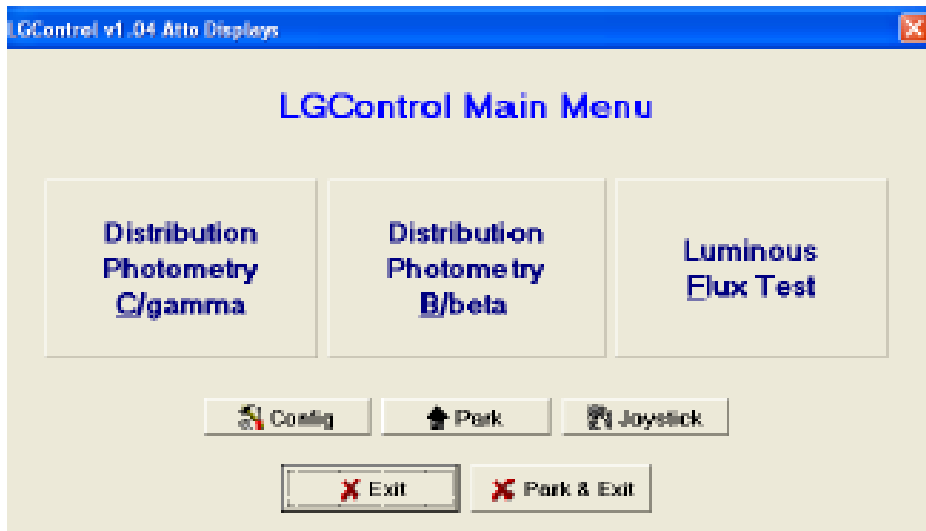 LGControl v1.04 Atto Displays
LGControl Main Menu
Distribution
Photometry
C/gamma
Distribution
Photometry
B/beta
Luminous
Flux Test
Config
Park
Joystick
Exit
Park & Exit